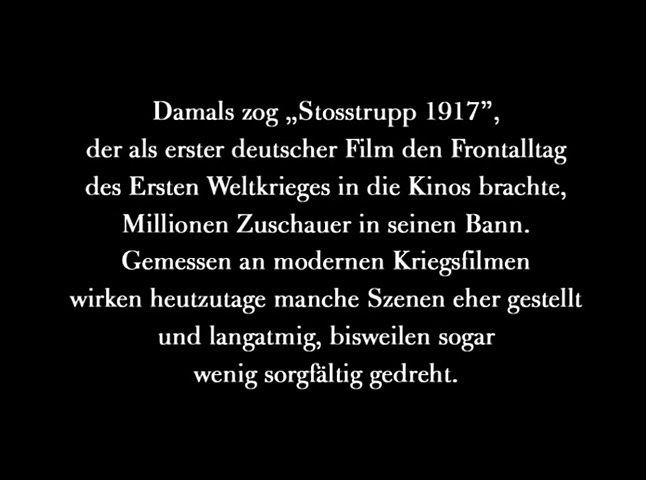 Damals zog „Stosstrupp 1917”,
der als erster deutscher Film den Frontalltag
des Ersten Weltkrieges in die Kinos brachte,
Millionen Zuschauer in seinen Bann.
Gemessen an modernen Kriegsfilmen
wirken heutzutage manche Szenen eher gestellt
und langatmig, bisweilen sogar
wenig sorgfältig gedreht.